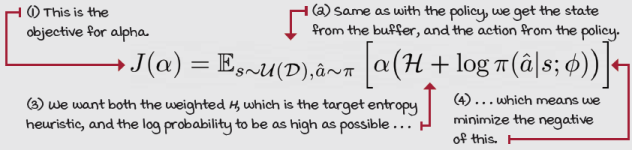 (1) This is the
objective for alpha.
(2) Same as with the policy, we get the state
from the buffer, and the action from the policy.
J(α) = 𝔼_{s∼𝒰(𝒟),â∼π} [α(ℋ + log π(â|s; ϕ))]
(3) We want both the weighted H, which is the target entropy
heuristic, and the log probability to be as high as possible . . .
(4) . . . which means we
minimize the negative
of this.